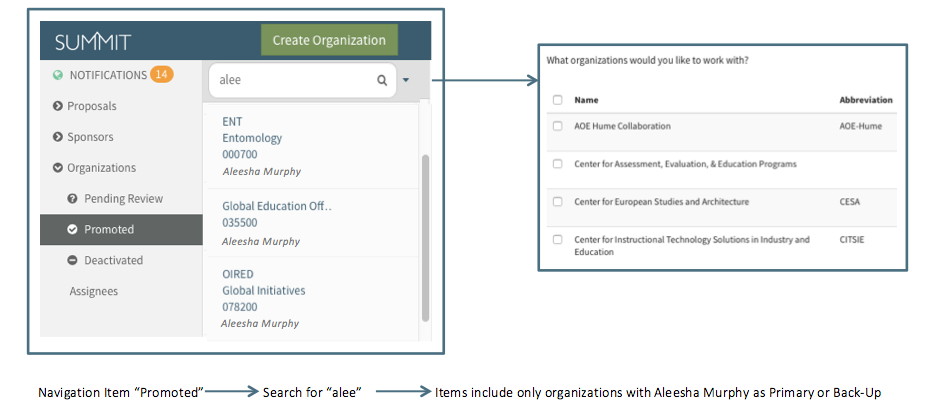 SUMMIT
Create Organization
NOTIFICATIONS 14
Proposals
Sponsors
Organizations
Pending Review
Promoted
Deactivated
Assignees
alee
ENT
Entomology
000700
Aleesha Murphy
Global Education Off..
035500
Aleesha Murphy
OIRED
Global Initiatives
078200
Aleesha Murphy
What organizations would you like to work with?
Name Abbreviation
AOE Hume Collaboration AOE-Hume
Center for Assessment, Evaluation, & Education Programs
Center for European Studies and Architecture CESA
Center for Instructional Technology Solutions in Industry and CITSIE
Education
Navigation Item “Promoted” Search for “alee” Items include only organizations with Aleesha Murphy as Primary or Back-Up